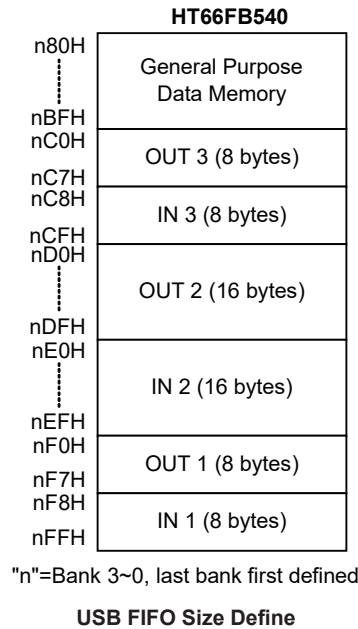 HT66FB540
n80H
General Purpose
Data Memory
nBFH
nC0H
OUT 3 (8 bytes)
nC7H
nC8H
IN 3 (8 bytes)
nCFH
nD0H
OUT 2 (16 bytes)
nDFH
nE0H
IN 2 (16 bytes)
nEFH
nF0H
OUT 1 (8 bytes)
nF7H
nF8H
IN 1 (8 bytes)
nFFH
"n"=Bank 3~0, last bank first defined
USB FIFO Size Define